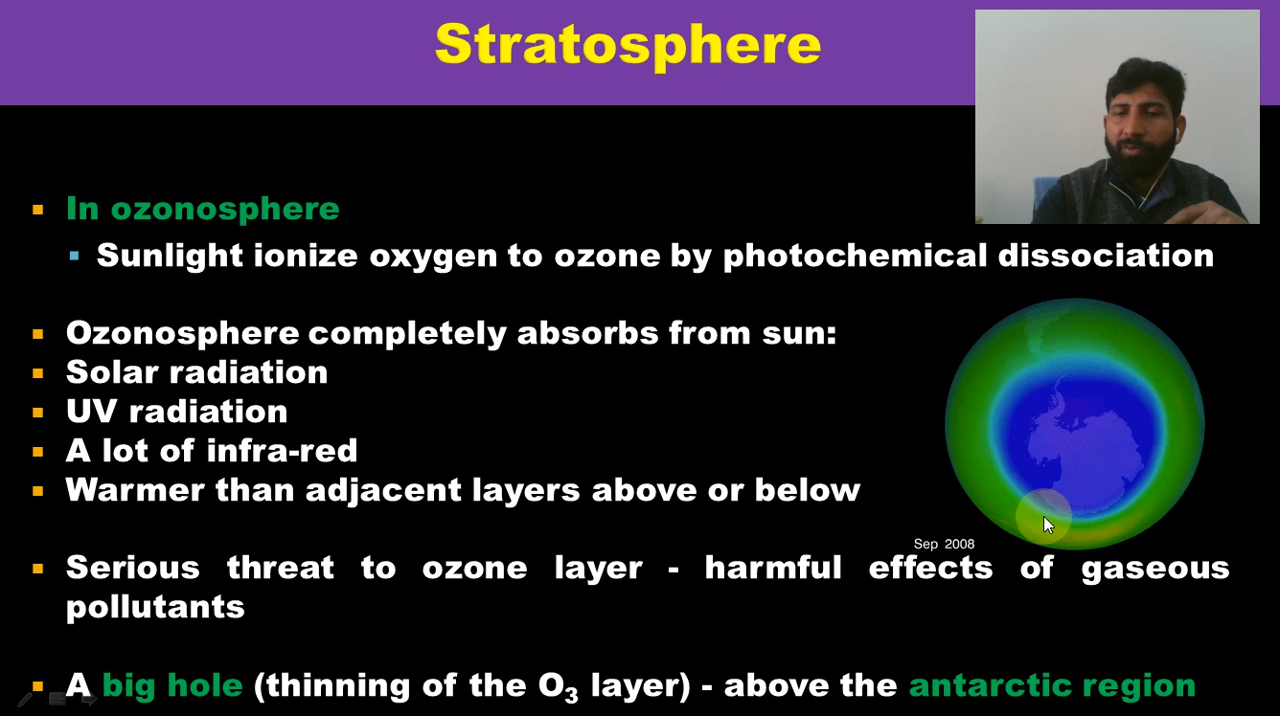 Stratosphere
In ozonosphere
Sunlight ionize oxygen to ozone by photochemical dissociation
Ozonosphere completely absorbs from sun:
Solar radiation
UV radiation
A lot of infra-red
Warmer than adjacent layers above or below
Sep 2008
Serious threat to ozone layer - harmful effects of gaseous
pollutants
A big hole (thinning of the O₃ layer) - above the antarctic region